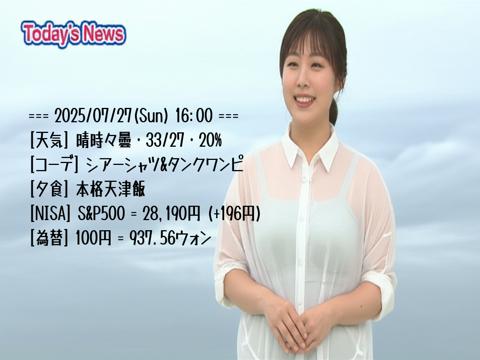 Today's News
=== 2025/07/27(Sun) 16:00 ===
[天気] 晴時々曇・33/27・20%
[コーデ] シアーシャツ&タンクワンピ
[夕食] 本格天津飯
[NISA] S&P500 = 28,190円 (+196円)
[為替] 100円 = 937.56ウォン